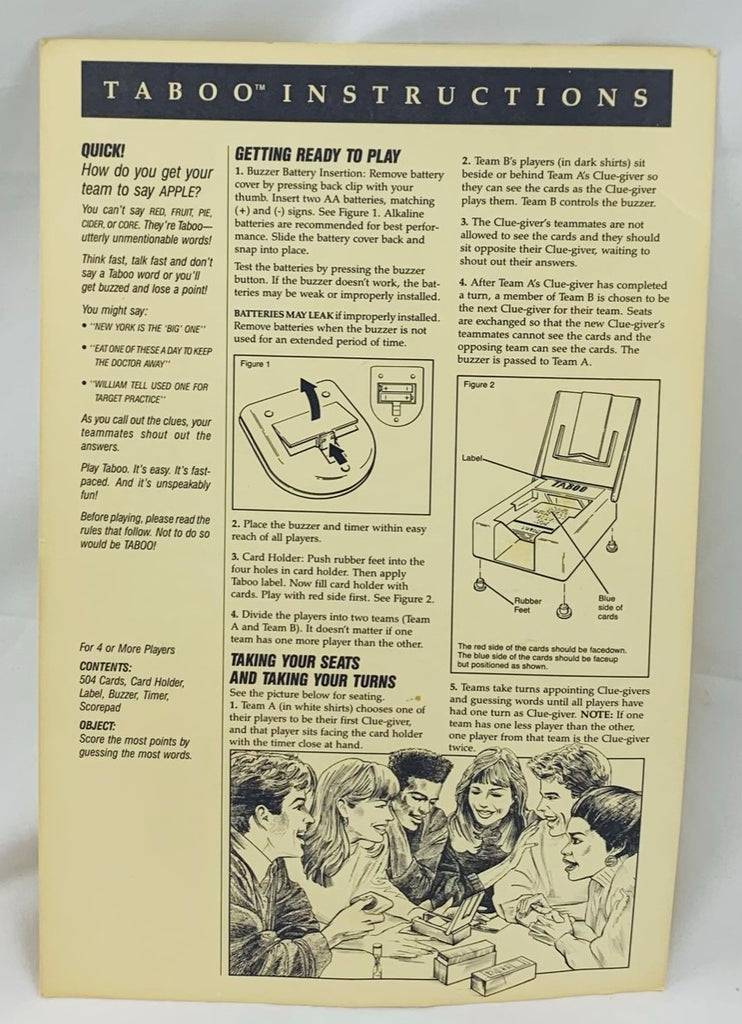 TABOO™ INSTRUCTIONS
QUICK!
How do you get your
team to say APPLE?
You can't say RED, FRUIT, PIE,
CIDER, OR CORE. They're Taboo—
utterly unmentionable words!
Think fast, talk fast and don't
say a Taboo word or you'll
get buzzed and lose a point!
You might say:
• "NEW YORK IS THE 'BIG' ONE"
• "EAT ONE OF THESE A DAY TO KEEP
THE DOCTOR AWAY"
• "WILLIAM TELL USED ONE FOR
TARGET PRACTICE"
As you call out the clues, your
teammates shout out the
answers.
Play Taboo. It's easy. It's fast-
paced. And it's unspeakably
fun!
Before playing, please read the
rules that follow. Not to do so
would be TABOO!
For 4 or More Players
CONTENTS:
504 Cards, Card Holder,
Label, Buzzer, Timer,
Scorepad
OBJECT:
Score the most points by
guessing the most words.
GETTING READY TO PLAY
1. Buzzer Battery Insertion: Remove battery
cover by pressing back clip with your
thumb. Insert two AA batteries, matching
(+) and (-) signs. See Figure 1. Alkaline
batteries are recommended for best perfor-
mance. Slide the battery cover back and
snap into place.
Test the batteries by pressing the buzzer
button. If the buzzer doesn't work, the bat-
teries may be weak or improperly installed.
BATTERIES MAY LEAK if improperly installed.
Remove batteries when the buzzer is not
used for an extended period of time.
Figure 1
2. Place the buzzer and timer within easy
reach of all players.
3. Card Holder: Push rubber feet into the
four holes in card holder. Then apply
Taboo label. Now fill card holder with
cards. Play with red side first. See Figure 2.
4. Divide the players into two teams (Team
A and Team B). It doesn't matter if one
team has one more player than the other.
TAKING YOUR SEATS
AND TAKING YOUR TURNS
See the picture below for seating.
1. Team A (in white shirts) chooses one of
their players to be their first Clue-giver,
and that player sits facing the card holder
with the timer close at hand.
2. Team B's players (in dark shirts) sit
beside or behind Team A's Clue-giver so
they can see the cards as the Clue-giver
plays them. Team B controls the buzzer.
3. The Clue-giver's teammates are not
allowed to see the cards and they should
sit opposite their Clue-giver, waiting to
shout out their answers.
4. After Team A's Clue-giver has completed
a turn, a member of Team B is chosen to be
the next Clue-giver for their team. Seats
are exchanged so that the new Clue-giver's
teammates cannot see the cards and the
opposing team can see the cards. The
buzzer is passed to Team A.
Figure 2
Label
Rubber
Feet
Blue
side of
cards
The red side of the cards should be facedown.
The blue side of the cards should be faceup
but positioned as shown.
5. Teams take turns appointing Clue-givers
and guessing words until all players have
had one turn as Clue-giver. NOTE: If one
team has one less player than the other,
one player from that team is the Clue-giver
twice.